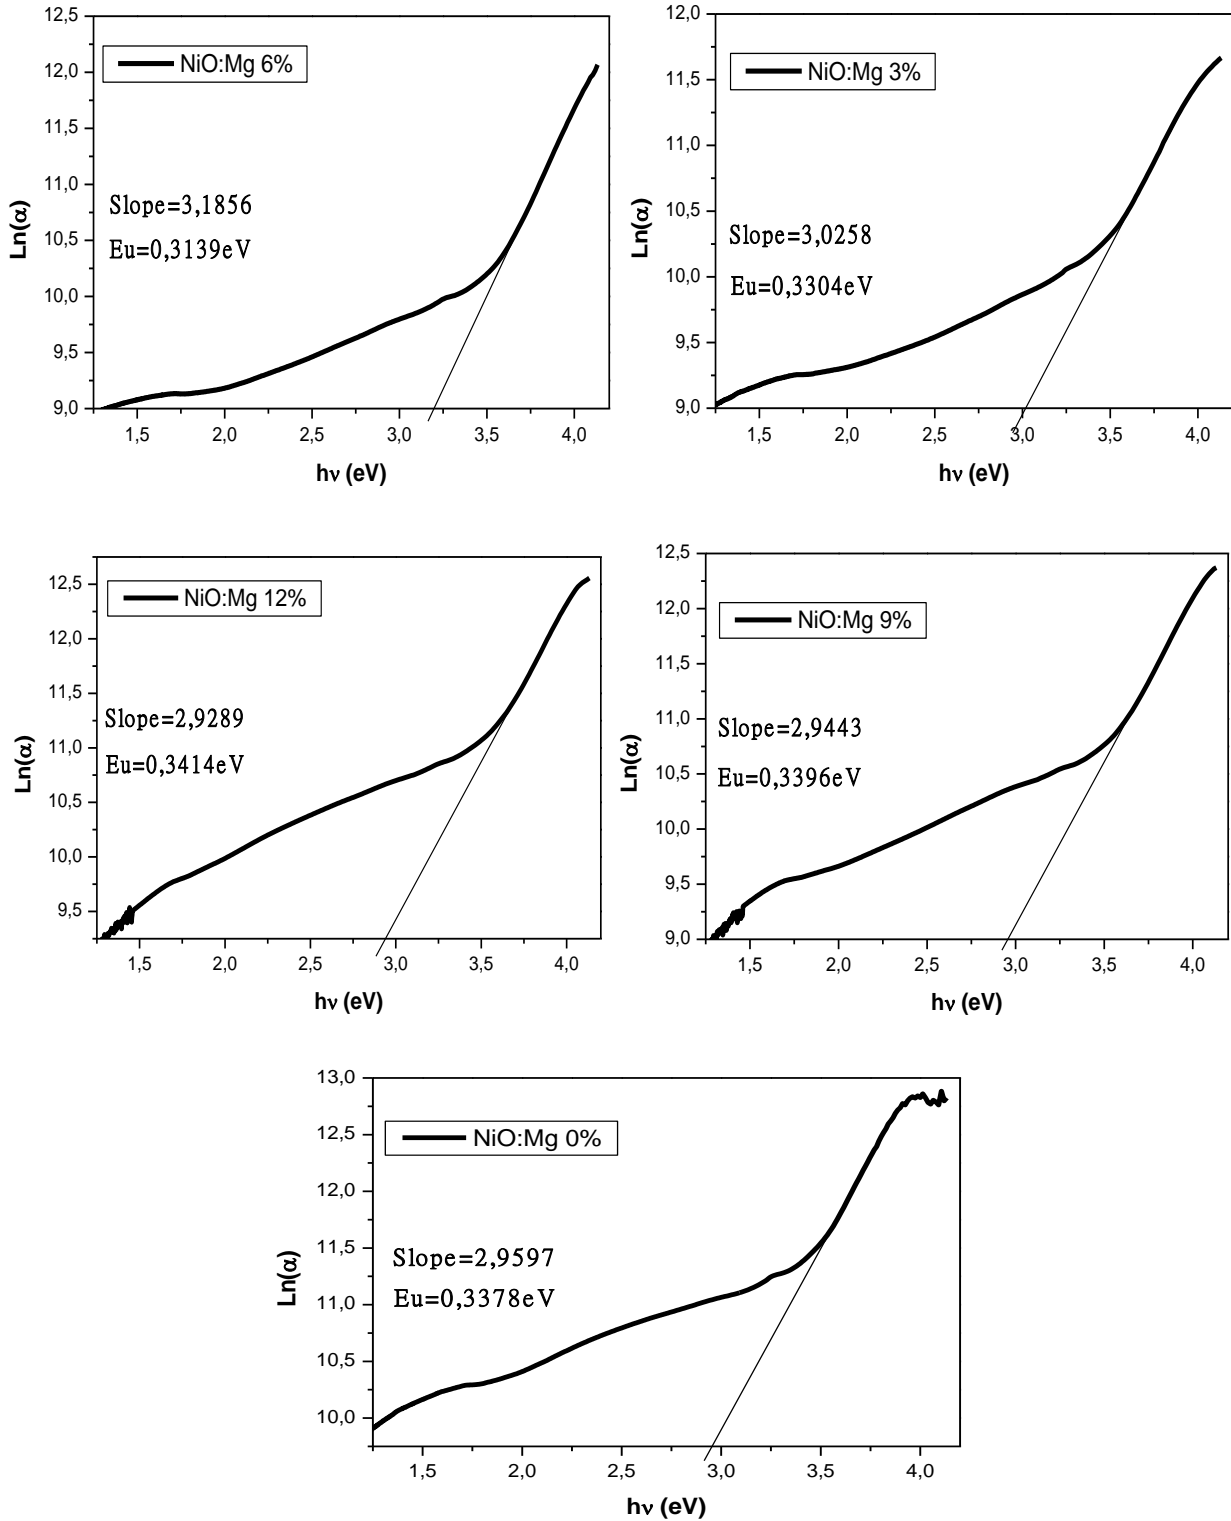 NiO:Mg 6%
Ln(α)
12,5
12,0
11,5
11,0
10,5
10,0
9,5
9,0
Slope=3,1856
Eu=0,3139eV
1,5 2,0 2,5 3,0 3,5 4,0
hν (eV)
NiO:Mg 3%
Ln(α)
12,0
11,5
11,0
10,5
10,0
9,5
9,0
Slope=3,0258
Eu=0,3304eV
1,5 2,0 2,5 3,0 3,5 4,0
hν (eV)
NiO:Mg 12%
Ln(α)
12,5
12,0
11,5
11,0
10,5
10,0
9,5
Slope=2,9289
Eu=0,3414eV
1,5 2,0 2,5 3,0 3,5 4,0
hν (eV)
NiO:Mg 9%
Ln(α)
12,5
12,0
11,5
11,0
10,5
10,0
9,5
9,0
Slope=2,9443
Eu=0,3396eV
1,5 2,0 2,5 3,0 3,5 4,0
hν (eV)
NiO:Mg 0%
Ln(α)
13,0
12,5
12,0
11,5
11,0
10,5
10,0
Slope=2,9597
Eu=0,3378eV
1,5 2,0 2,5 3,0 3,5 4,0
hν (eV)